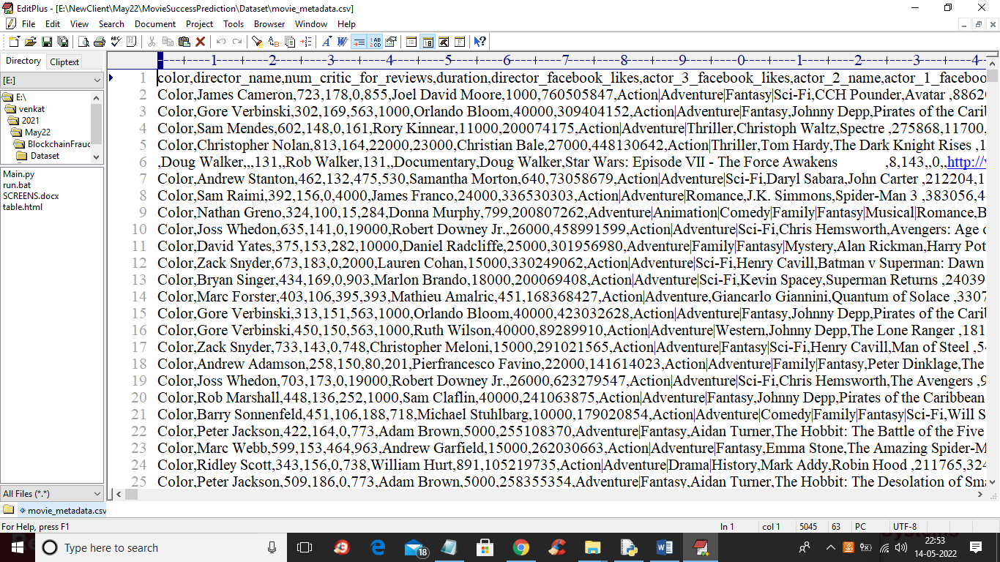 EditPlus - [E:\NewClient\May22\MovieSuccessPrediction\Dataset\movie_metadata.csv]
File Edit View Search Document Project Tools Browser Window Help
Directory Cliptext
[E:]
E:\
venkat
2021
May22
BlockchainFrauc
Dataset
Main.py
run.bat
SCREENS.docx
table.html
All Files (*.*)
----+----1----+----2----+----3----+----4----+----5----+----6----+----7----+----8----+----9----+----0----+----1----+----2----+----3----+----4-
1 color,director_name,num_critic_for_reviews,duration,director_facebook_likes,actor_3_facebook_likes,actor_2_name,actor_1_faceboo
2 Color,James Cameron,723,178,0,855,Joel David Moore,1000,760505847,Action|Adventure|Fantasy|Sci-Fi,CCH Pounder,Avatar ,88620
3 Color,Gore Verbinski,302,169,563,1000,Orlando Bloom,40000,309404152,Action|Adventure|Fantasy,Johnny Depp,Pirates of the Carib
4 Color,Sam Mendes,602,148,0,161,Rory Kinnear,11000,200074175,Action|Adventure|Thriller,Christoph Waltz,Spectre ,275868,11700,
5 Color,Christopher Nolan,813,164,22000,23000,Christian Bale,27000,448130642,Action|Thriller,Tom Hardy,The Dark Knight Rises ,1
6 ,Doug Walker,,,131,,Rob Walker,131,,Documentary,Doug Walker,Star Wars: Episode VII - The Force Awakens ,8,143,,0,,http://v
7 Color,Andrew Stanton,462,132,475,530,Samantha Morton,640,73058679,Action|Adventure|Sci-Fi,Daryl Sabara,John Carter ,212204,1
8 Color,Sam Raimi,392,156,0,4000,James Franco,24000,336530303,Action|Adventure|Romance,J.K. Simmons,Spider-Man 3 ,383056,4
9 Color,Nathan Greno,324,100,15,284,Donna Murphy,799,200807262,Adventure|Animation|Comedy|Family|Fantasy|Musical|Romance,B
10 Color,Joss Whedon,635,141,0,19000,Robert Downey Jr.,26000,458991599,Action|Adventure|Sci-Fi,Chris Hemsworth,Avengers: Age o
11 Color,David Yates,375,153,282,10000,Daniel Radcliffe,25000,301956980,Adventure|Family|Fantasy|Mystery,Alan Rickman,Harry Pot
12 Color,Zack Snyder,673,183,0,2000,Lauren Cohan,15000,330249062,Action|Adventure|Sci-Fi,Henry Cavill,Batman v Superman: Dawn
13 Color,Bryan Singer,434,169,0,903,Marlon Brando,18000,200069408,Action|Adventure|Sci-Fi,Kevin Spacey,Superman Returns ,24039
14 Color,Marc Forster,403,106,395,393,Mathieu Amalric,451,168368427,Action|Adventure,Giancarlo Giannini,Quantum of Solace ,3307
15 Color,Gore Verbinski,313,151,563,1000,Orlando Bloom,40000,423032628,Action|Adventure|Fantasy,Johnny Depp,Pirates of the Carib
16 Color,Gore Verbinski,450,150,563,1000,Ruth Wilson,40000,89289910,Action|Adventure|Western,Johnny Depp,The Lone Ranger ,181
17 Color,Zack Snyder,733,143,0,748,Christopher Meloni,15000,291021565,Action|Adventure|Fantasy|Sci-Fi,Henry Cavill,Man of Steel ,54
18 Color,Andrew Adamson,258,150,80,201,Pierfrancesco Favino,22000,141614023,Action|Adventure|Family|Fantasy,Peter Dinklage,The
19 Color,Joss Whedon,703,173,0,19000,Robert Downey Jr.,26000,623279547,Action|Adventure|Sci-Fi,Chris Hemsworth,The Avengers ,9
20 Color,Rob Marshall,448,136,252,1000,Sam Claflin,40000,241063875,Action|Adventure|Fantasy,Johnny Depp,Pirates of the Caribbean
21 Color,Barry Sonnenfeld,451,106,188,718,Michael Stuhlbarg,10000,179020854,Action|Adventure|Comedy|Family|Fantasy|Sci-Fi,Will S
22 Color,Peter Jackson,422,164,0,773,Adam Brown,5000,255108370,Adventure|Fantasy,Aidan Turner,The Hobbit: The Battle of the Five
23 Color,Marc Webb,599,153,464,963,Andrew Garfield,15000,262030663,Action|Adventure|Fantasy,Emma Stone,The Amazing Spider-M
24 Color,Ridley Scott,343,156,0,738,William Hurt,891,105219735,Action|Adventure|Drama|History,Mark Addy,Robin Hood ,211765,324
25 Color,Peter Jackson,509,186,0,773,Adam Brown,5000,258355354,Adventure|Fantasy,Aidan Turner,The Hobbit: The Desolation of Sma
movie_metadata.csv
For Help, press F1 ln 1 col 1 5045 63 PC UTF-8
Type here to search
18
22:53
14-05-2022